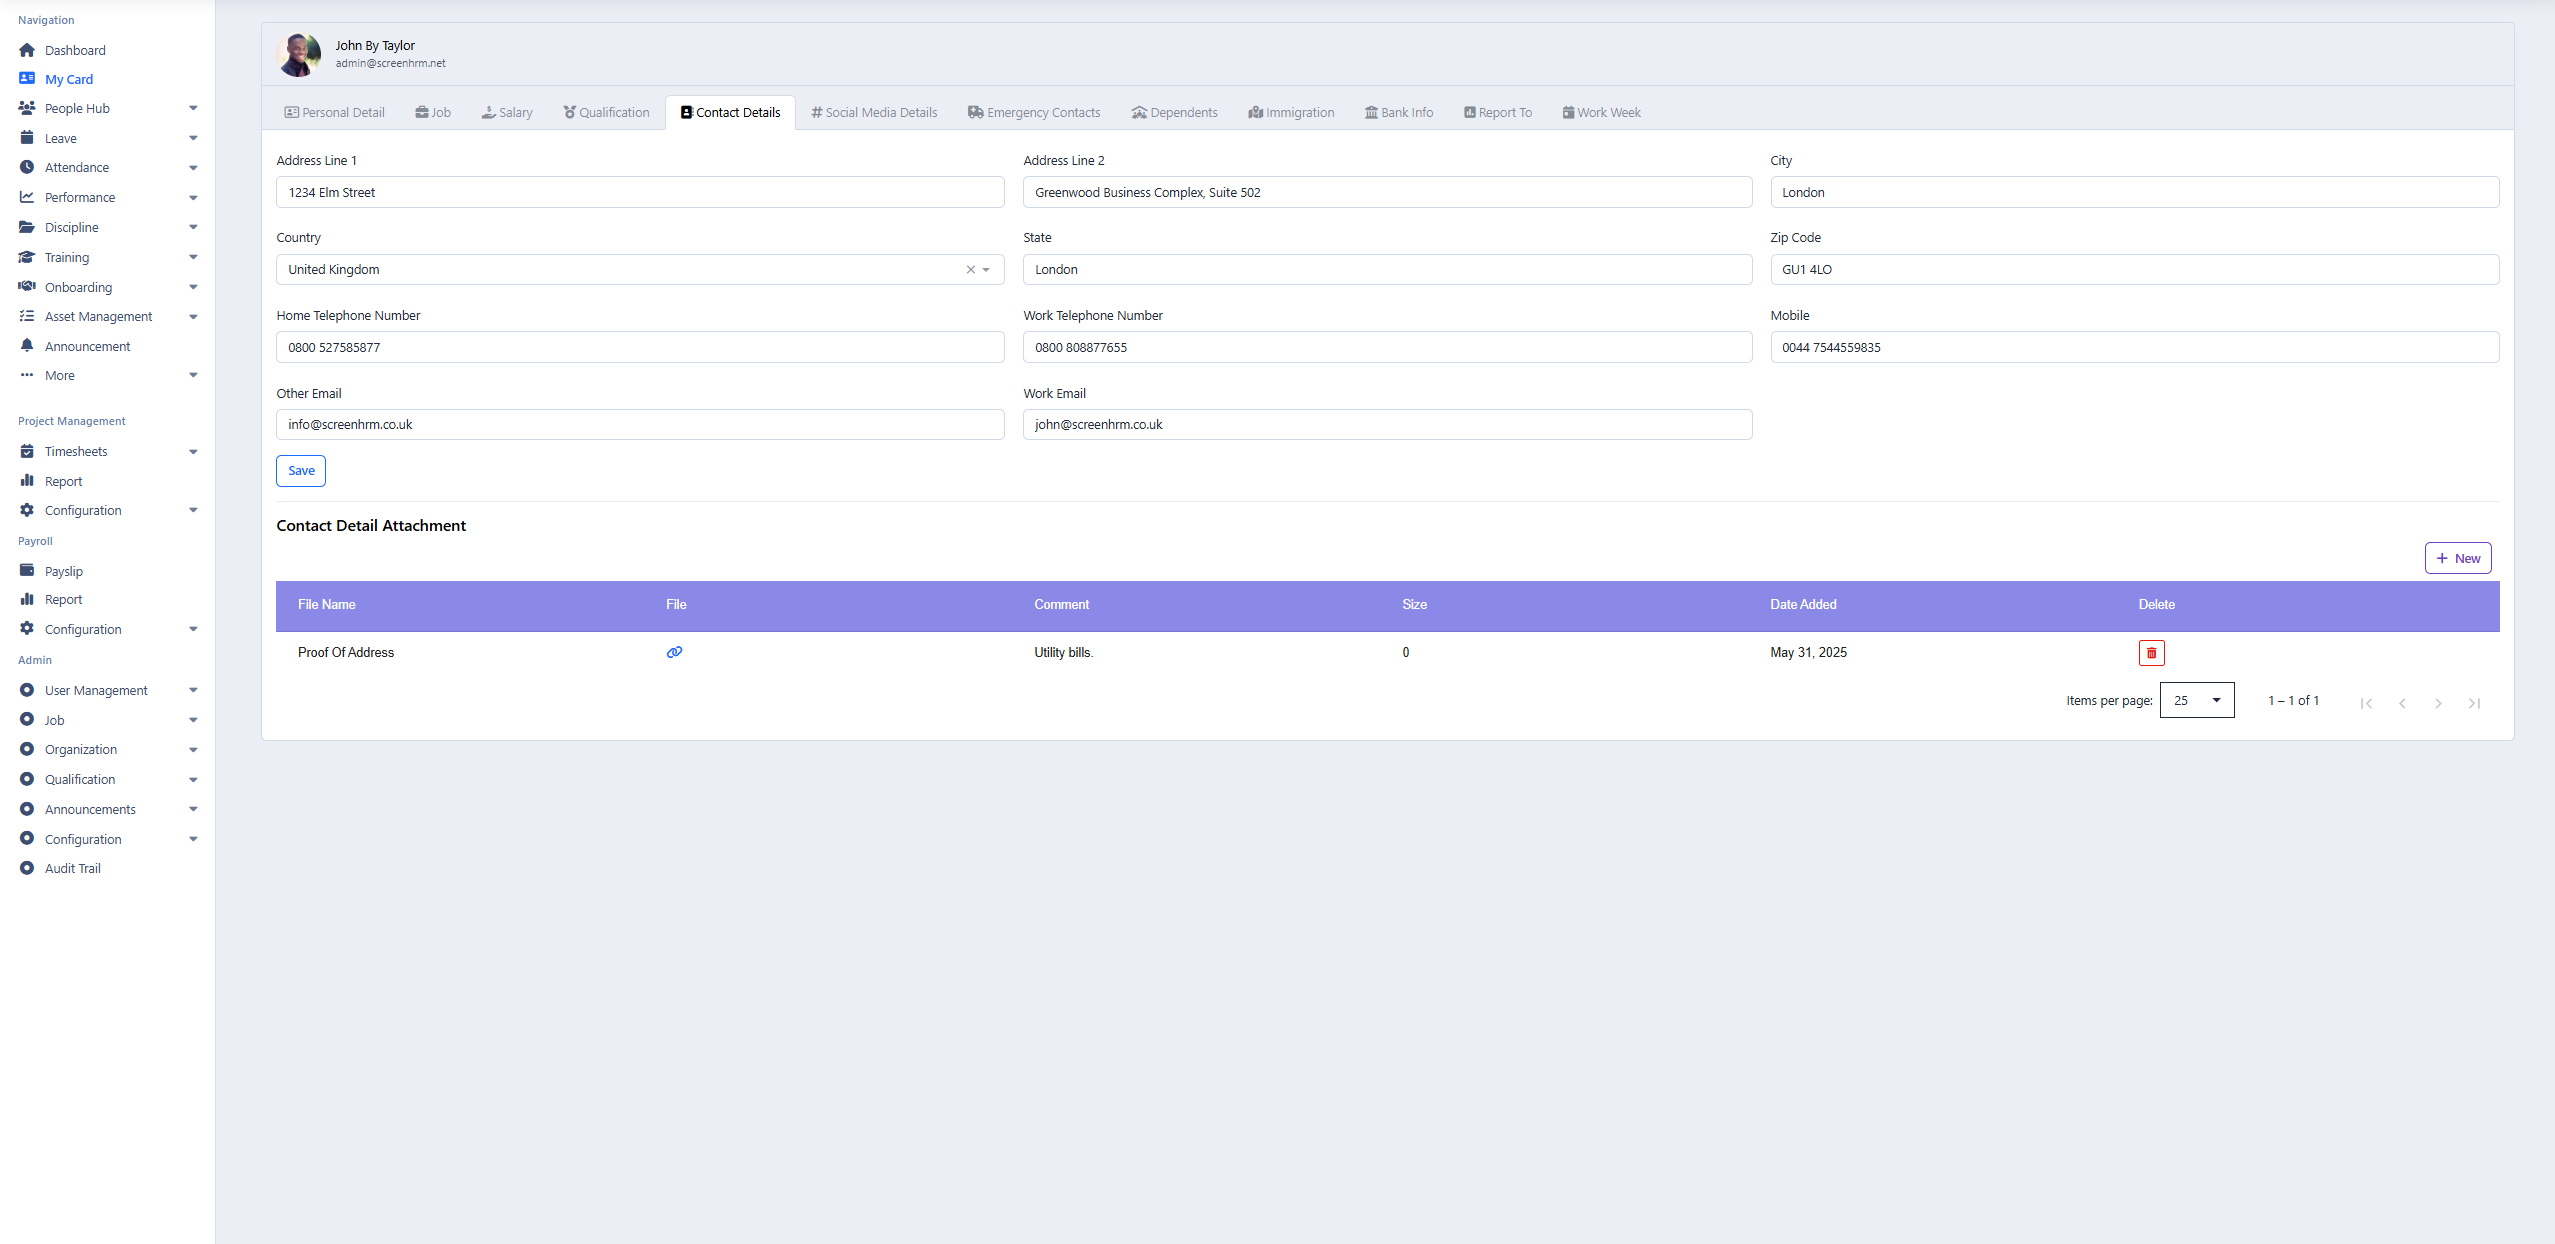 Navigation
Dashboard
My Card
People Hub
Leave
Attendance
Performance
Discipline
Training
Onboarding
Asset Management
Announcement
More
Project Management
Timesheets
Report
Configuration
Payroll
Payslip
Report
Configuration
Admin
User Management
Job
Organization
Qualification
Announcements
Configuration
Audit Trail
John By Taylor
admin@screenhrm.net
Personal Detail Job Salary Qualification Contact Details Social Media Details Emergency Contacts Dependents Immigration Bank Info Report To Work Week
Address Line 1 Address Line 2 City
1234 Elm Street Greenwood Business Complex, Suite 502 London
Country State Zip Code
United Kingdom London GU1 4LO
Home Telephone Number Work Telephone Number Mobile
0800 527585877 0800 808877655 0044 7544559835
Other Email Work Email
info@screenhrm.co.uk john@screenhrm.co.uk
Save
Contact Detail Attachment
+ New
File Name File Comment Size Date Added Delete
Proof Of Address Utility bills. 0 May 31, 2025
Items per page: 25 1 – 1 of 1